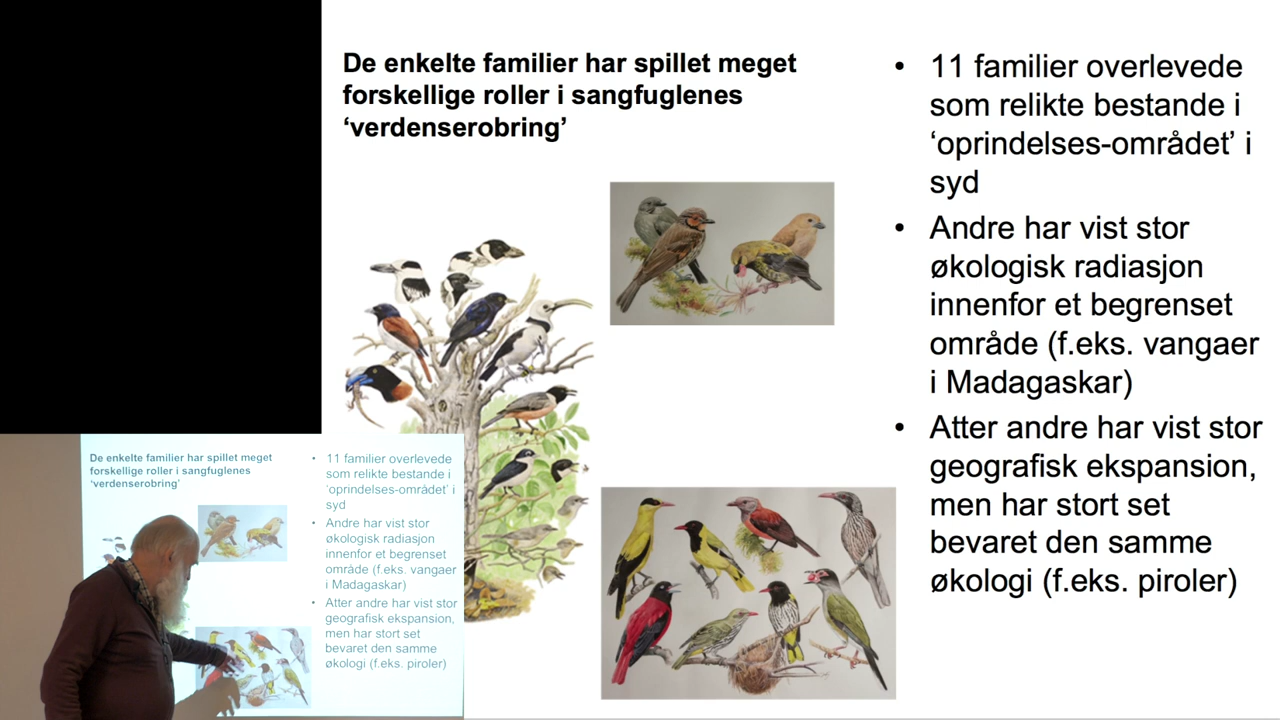 De enkelte familier har spillet meget
forskellige roller i sangfuglenes
‘verdenserobring’
• 11 familier overlevede
som relikte bestande i
‘oprindelses-området’ i
syd
• Andre har vist stor
økologisk radiasjon
innenfor et begrenset
område (f.eks. vangaer
i Madagaskar)
• Atter andre har vist stor
geografisk ekspansion,
men har stort set
bevaret den samme
økologi (f.eks. piroler)
De enkelte familier har spillet meget
forskellige roller i sangfuglenes
‘verdenserobring’
• 11 familier overlevede
som relikte bestande i
‘oprindelses-området’ i
syd
• Andre har vist stor
økologisk radiasjon
innenfor et begrenset
område (f.eks. vangaer
i Madagaskar)
• Atter andre har vist stor
geografisk ekspansion,
men har stort set
bevaret den samme
økologi (f.eks. piroler)